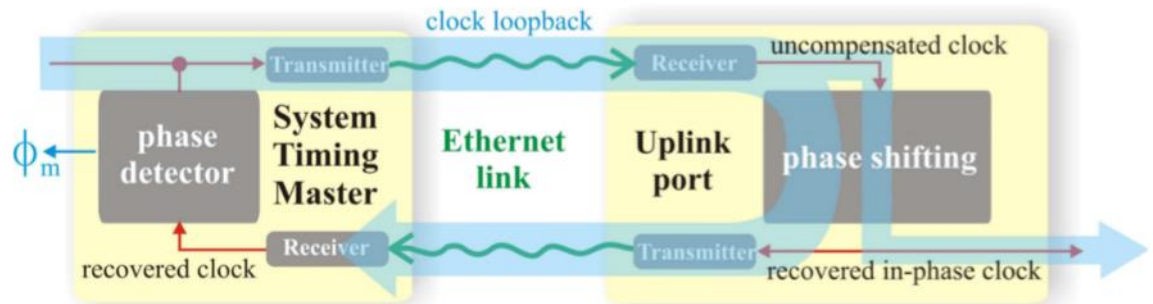 clock loopback
Transmitter
Receiver
uncompensated clock
phase
detector
System
Timing
Master
Ethernet
link
Uplink
port
phase shifting
ϕm
Receiver
Transmitter
recovered clock
recovered in-phase clock